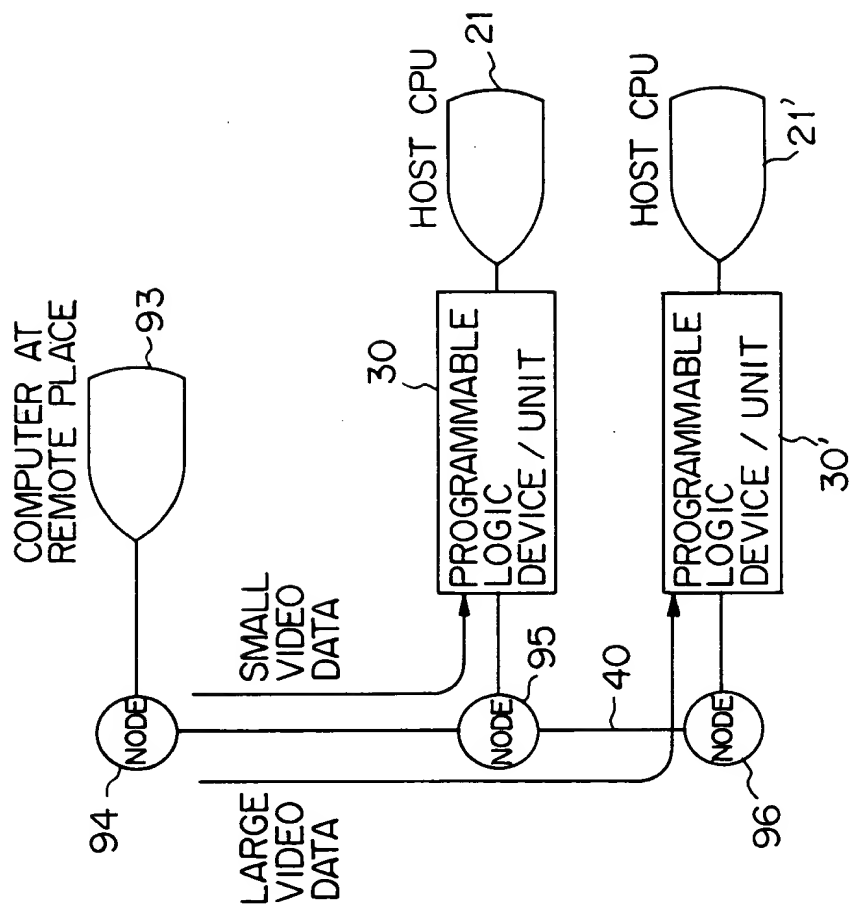 COMPUTER AT
REMOTE PLACE
93
NODE
94
SMALL
VIDEO
DATA
LARGE
VIDEO
DATA
30
PROGRAMMABLE
LOGIC
DEVICE / UNIT
HOST CPU
21
NODE
95
40
PROGRAMMABLE
LOGIC
DEVICE / UNIT
30'
HOST CPU
21'
NODE
96